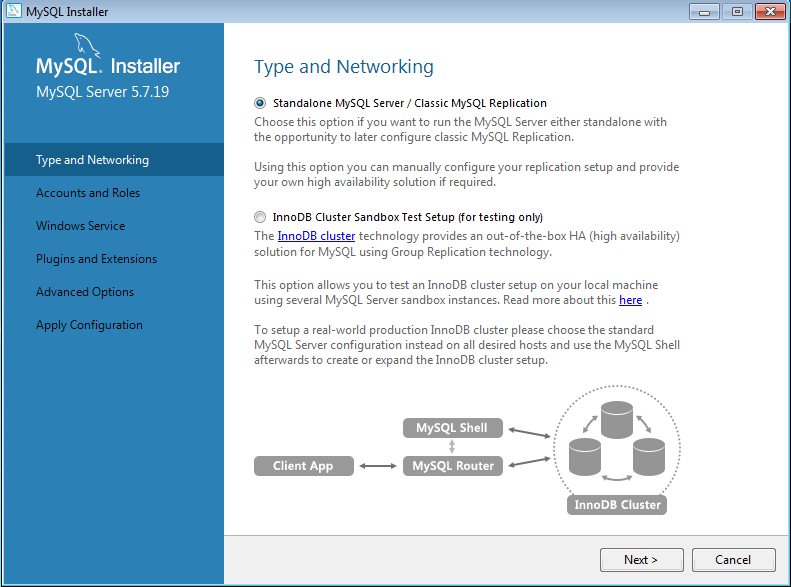 MySQL Installer
MySQL Installer
MySQL Server 5.7.19
Type and Networking
Accounts and Roles
Windows Service
Plugins and Extensions
Advanced Options
Apply Configuration
Type and Networking
Standalone MySQL Server / Classic MySQL Replication
Choose this option if you want to run the MySQL Server either standalone with
the opportunity to later configure classic MySQL Replication.
Using this option you can manually configure your replication setup and provide
your own high availability solution if required.
InnoDB Cluster Sandbox Test Setup (for testing only)
The InnoDB cluster technology provides an out-of-the-box HA (high availability)
solution for MySQL using Group Replication technology.
This option allows you to test an InnoDB cluster setup on your local machine
using several MySQL Server sandbox instances. Read more about this here .
To setup a real-world production InnoDB cluster please choose the standard
MySQL Server configuration instead on all desired hosts and use the MySQL Shell
afterwards to create or expand the InnoDB cluster setup.
MySQL Shell
Client App
MySQL Router
InnoDB Cluster
Next >
Cancel